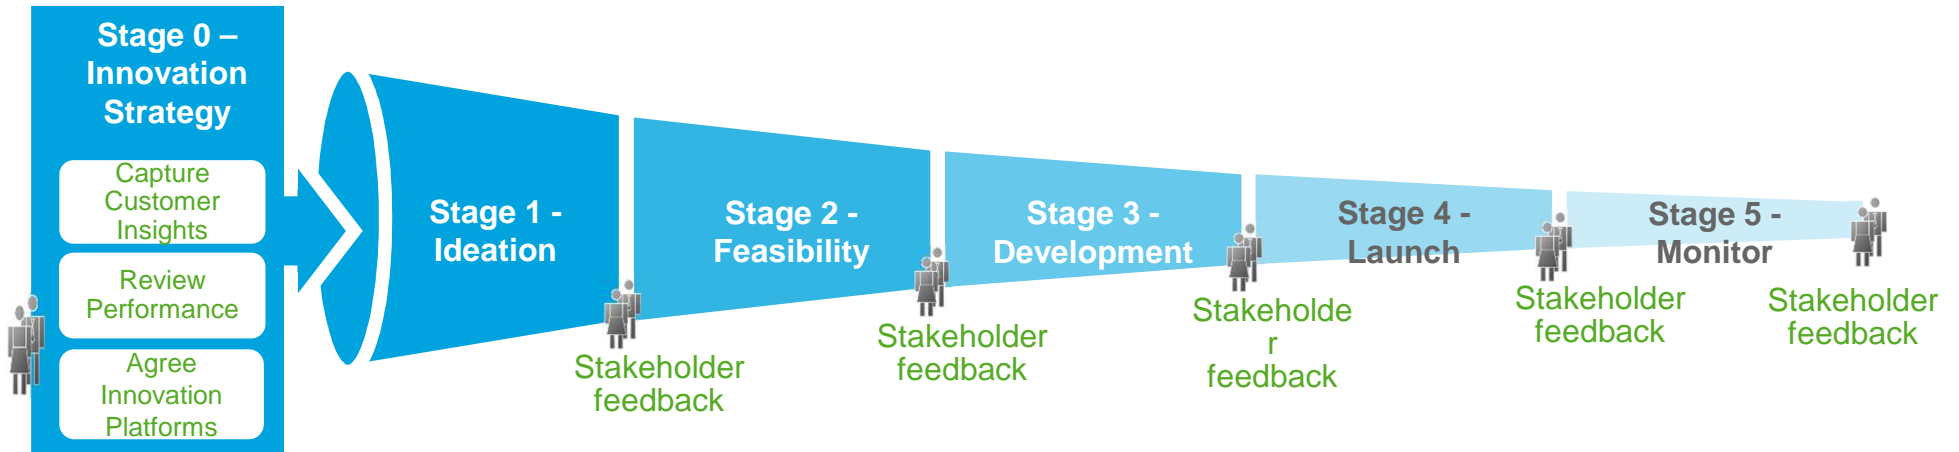 Stage 0 –
Innovation
Strategy
Capture
Customer
Insights
Review
Performance
Agree
Innovation
Platforms
Stage 1 -
Ideation
Stakeholder
feedback
Stage 2 -
Feasibility
Stakeholder
feedback
Stage 3 -
Development
Stakeholde
r
feedback
Stage 4 -
Launch
Stakeholder
feedback
Stage 5 -
Monitor
Stakeholder
feedback